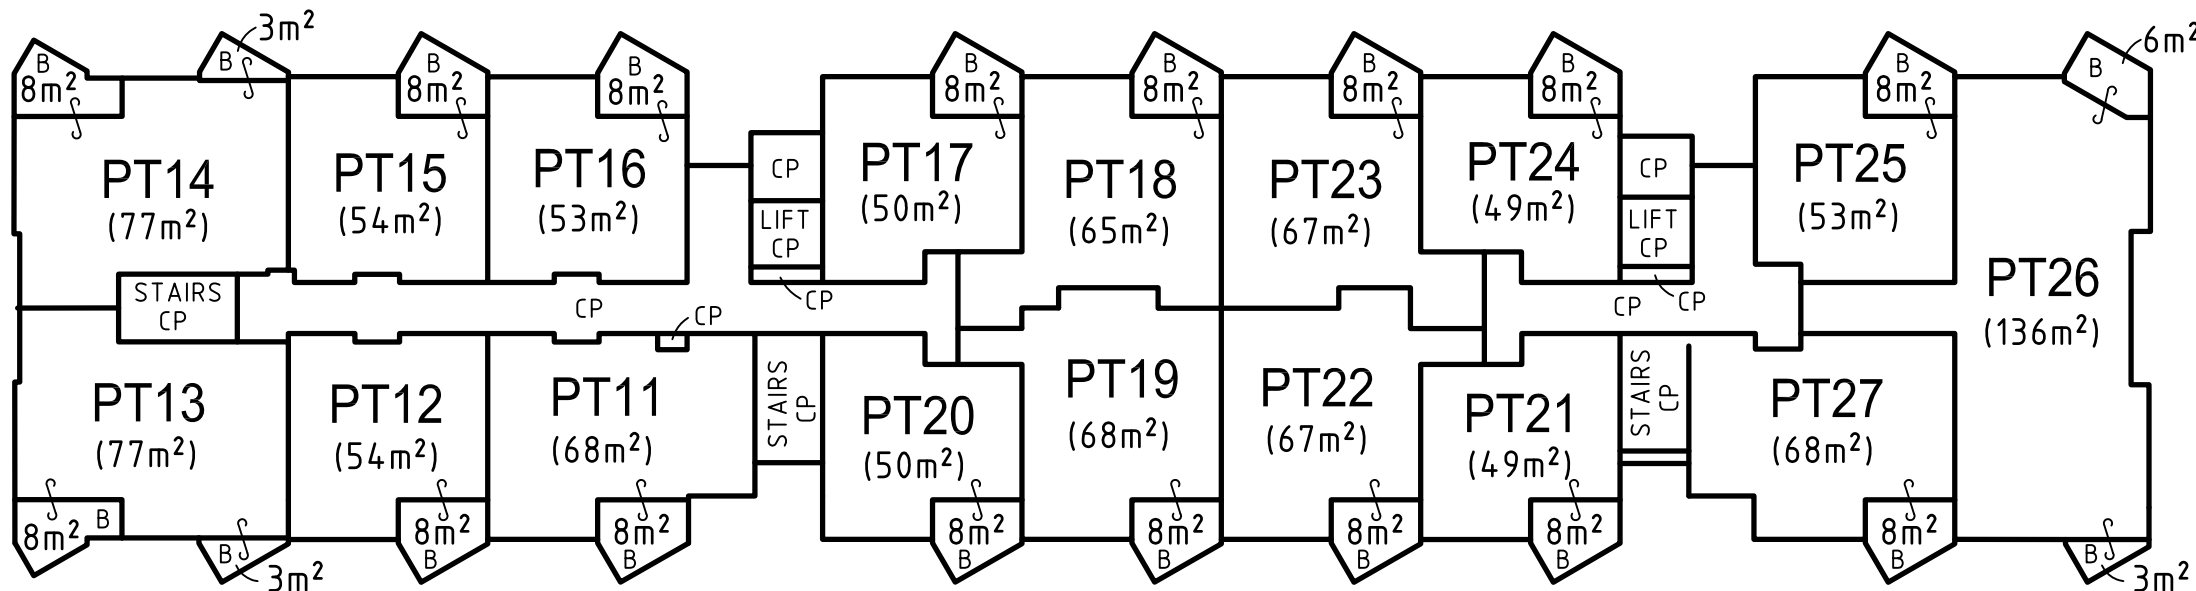 B
8m²
B
3m²
B
8m²
B
8m²
B
8m²
B
8m²
B
8m²
B
8m²
B
8m²
B
6m²
PT14
(77m²)
PT15
(54m²)
PT16
(53m²)
CP
LIFT
CP
CP
PT17
(50m²)
PT18
(65m²)
PT23
(67m²)
PT24
(49m²)
CP
LIFT
CP
CP
PT25
(53m²)
PT26
(136m²)
STAIRS
CP
CP
CP
CP
PT13
(77m²)
PT12
(54m²)
PT11
(68m²)
STAIRS
CP
PT20
(50m²)
PT19
(68m²)
PT22
(67m²)
PT21
(49m²)
STAIRS
CP
PT27
(68m²)
8m²
B
B
3m²
8m²
B
8m²
B
8m²
B
8m²
B
8m²
B
8m²
B
8m²
B
B
3m²